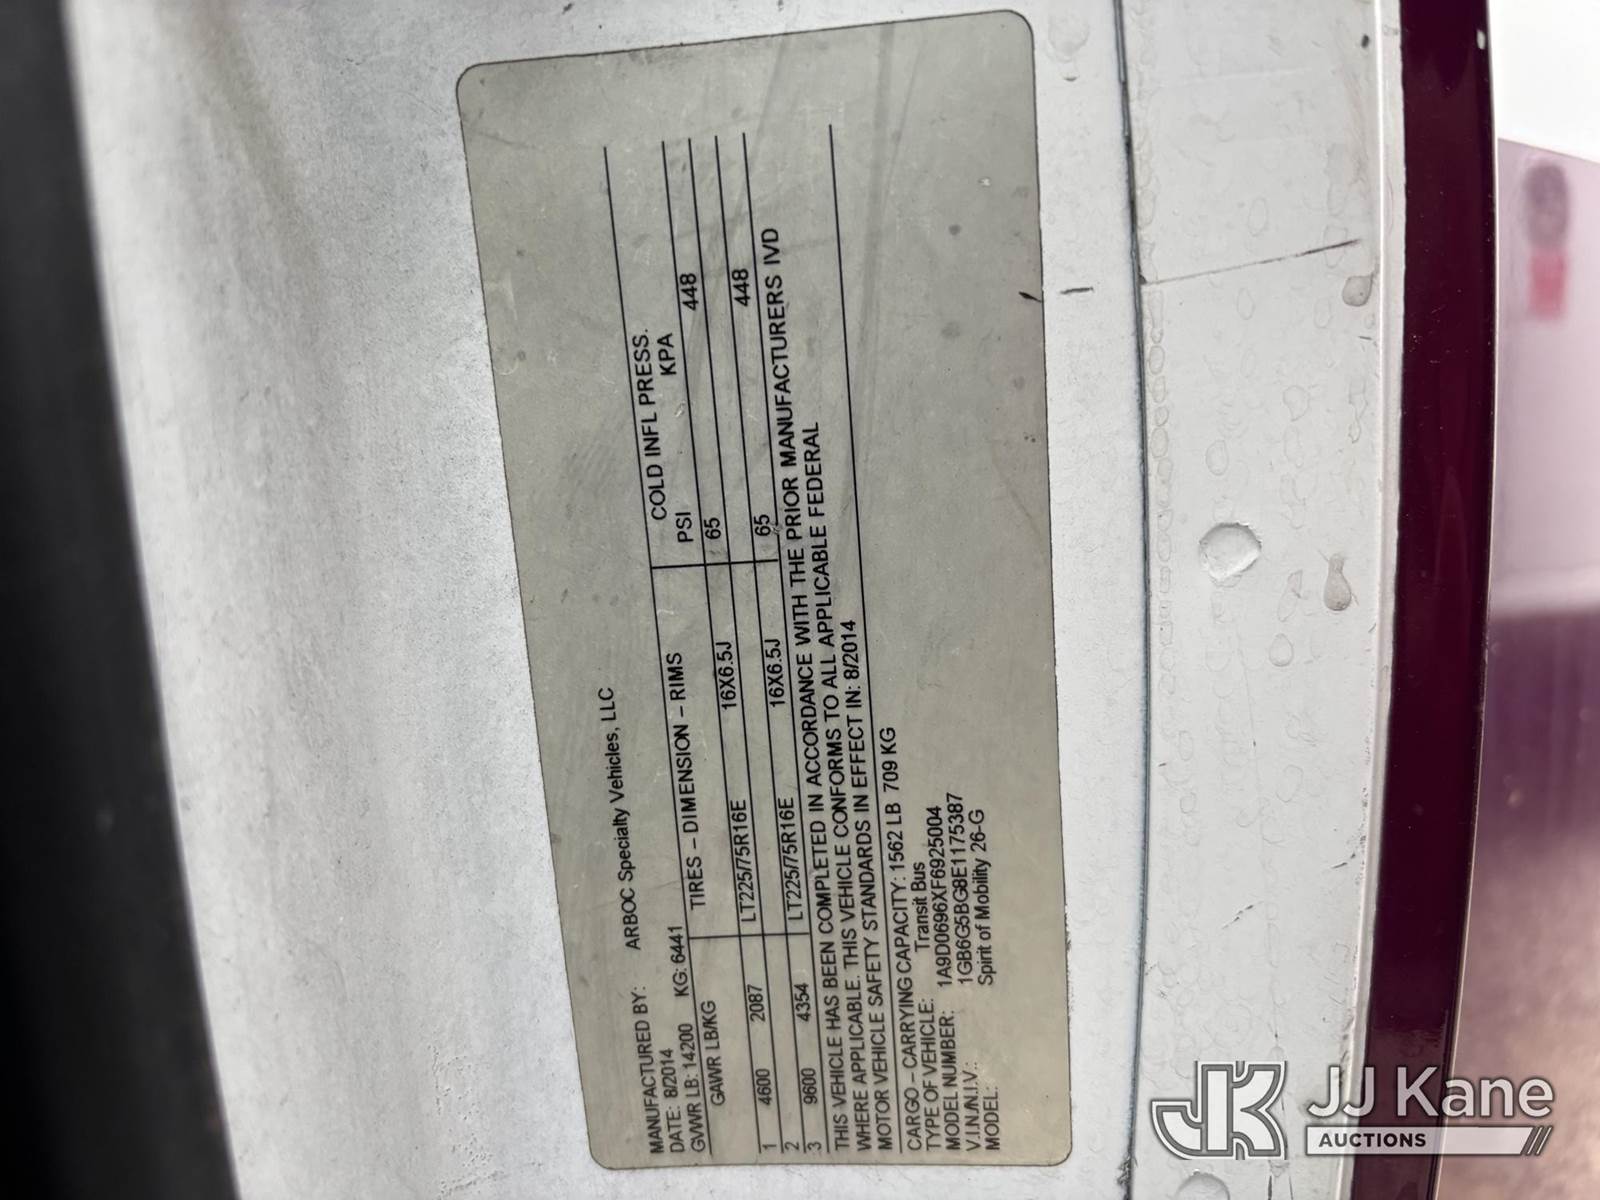 MANUFACTURED BY: ARBOC Specialty Vehicles, LLC
DATE: 8/2014
GVWR LB: 14200 KG: 6441 COLD INFL PRESS.
GAWR LB/KG TIRES – DIMENSION – RIMS PSI KPA
1 4600 2087 LT225/75R16E 16X6.5J 65 448
2
3 9600 4354 LT225/75R16E 16X6.5J 65 448
THIS VEHICLE HAS BEEN COMPLETED IN ACCORDANCE WITH THE PRIOR MANUFACTURERS IVD
WHERE APPLICABLE. THIS VEHICLE CONFORMS TO ALL APPLICABLE FEDERAL
MOTOR VEHICLE SAFETY STANDARDS IN EFFECT IN: 8/2014
CARGO – CARRYING CAPACITY: 1562 LB 709 KG
TYPE OF VEHICLE: Transit Bus
MODEL NUMBER: 1A9D0696XF6925004
V.I.N./N.I.V.: 1GB6G5BG8E1175387
MODEL: Spirit of Mobility 26-G
JK JJ Kane
AUCTIONS